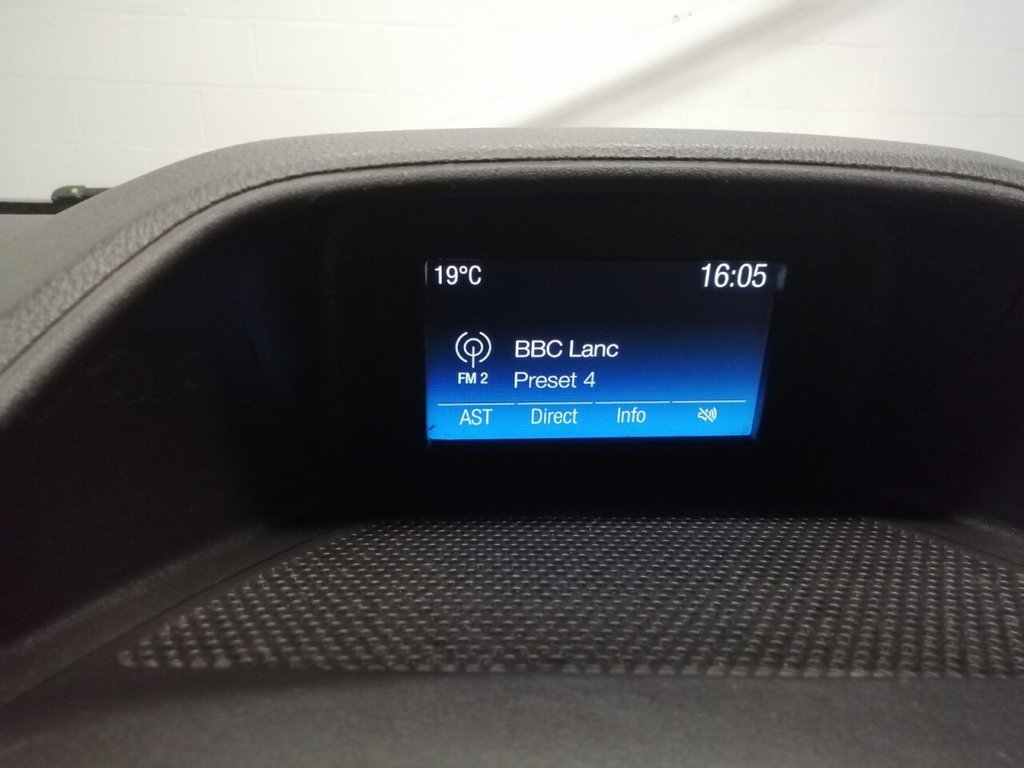 19°C 16:05
BBC Lanc
FM 2 Preset 4
AST Direct Info